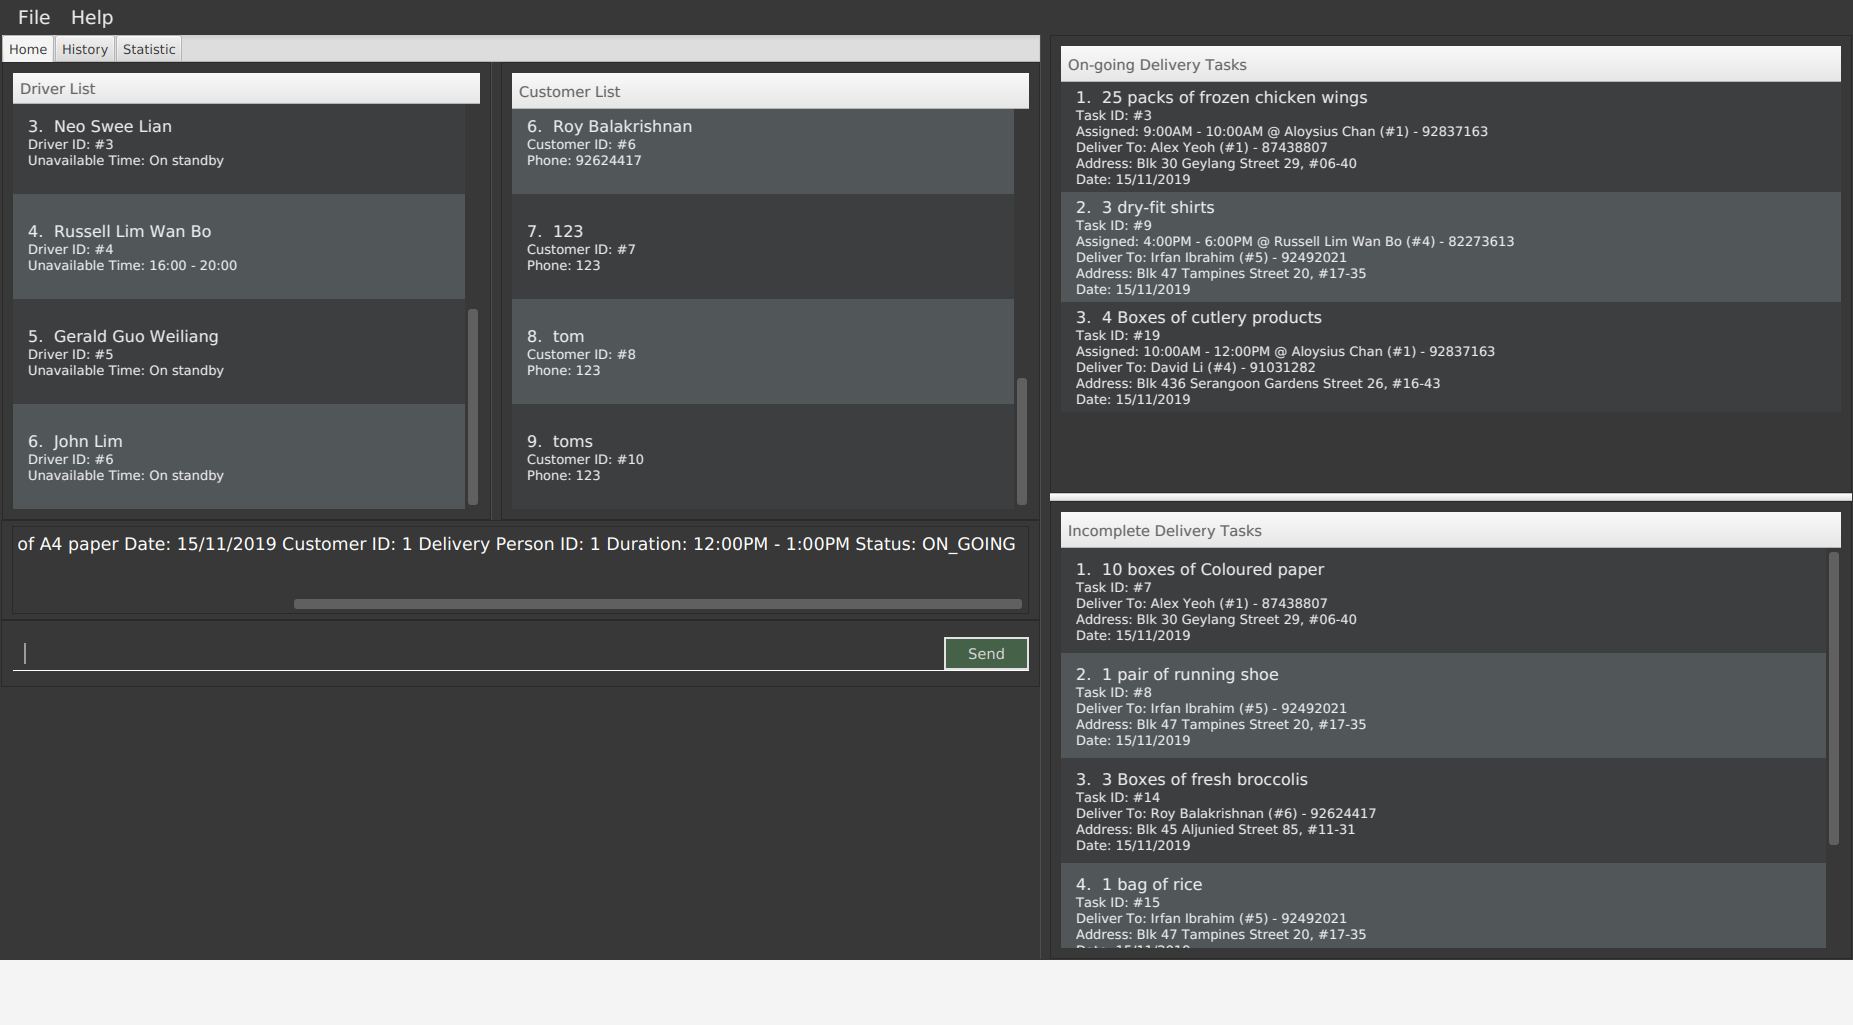 File Help
Home History Statistic
Driver List
3. Neo Swee Lian
Driver ID: #3
Unavailable Time: On standby
4. Russell Lim Wan Bo
Driver ID: #4
Unavailable Time: 16:00 - 20:00
5. Gerald Guo Weiliang
Driver ID: #5
Unavailable Time: On standby
6. John Lim
Driver ID: #6
Unavailable Time: On standby
Customer List
6. Roy Balakrishnan
Customer ID: #6
Phone: 92624417
7. 123
Customer ID: #7
Phone: 123
8. tom
Customer ID: #8
Phone: 123
9. toms
Customer ID: #10
Phone: 123
of A4 paper Date: 15/11/2019 Customer ID: 1 Delivery Person ID: 1 Duration: 12:00PM - 1:00PM Status: ON_GOING
Send
On-going Delivery Tasks
1. 25 packs of frozen chicken wings
Task ID: #3
Assigned: 9:00AM - 10:00AM @ Aloysius Chan (#1) - 92837163
Deliver To: Alex Yeoh (#1) - 87438807
Address: Blk 30 Geylang Street 29, #06-40
Date: 15/11/2019
2. 3 dry-fit shirts
Task ID: #9
Assigned: 4:00PM - 6:00PM @ Russell Lim Wan Bo (#4) - 82273613
Deliver To: Irfan Ibrahim (#5) - 92492021
Address: Blk 47 Tampines Street 20, #17-35
Date: 15/11/2019
3. 4 Boxes of cutlery products
Task ID: #19
Assigned: 10:00AM - 12:00PM @ Aloysius Chan (#1) - 92837163
Deliver To: David Li (#4) - 91031282
Address: Blk 436 Serangoon Gardens Street 26, #16-43
Date: 15/11/2019
Incomplete Delivery Tasks
1. 10 boxes of Coloured paper
Task ID: #7
Deliver To: Alex Yeoh (#1) - 87438807
Address: Blk 30 Geylang Street 29, #06-40
Date: 15/11/2019
2. 1 pair of running shoe
Task ID: #8
Deliver To: Irfan Ibrahim (#5) - 92492021
Address: Blk 47 Tampines Street 20, #17-35
Date: 15/11/2019
3. 3 Boxes of fresh broccolis
Task ID: #14
Deliver To: Roy Balakrishnan (#6) - 92624417
Address: Blk 45 Aljunied Street 85, #11-31
Date: 15/11/2019
4. 1 bag of rice
Task ID: #15
Deliver To: Irfan Ibrahim (#5) - 92492021
Address: Blk 47 Tampines Street 20, #17-35